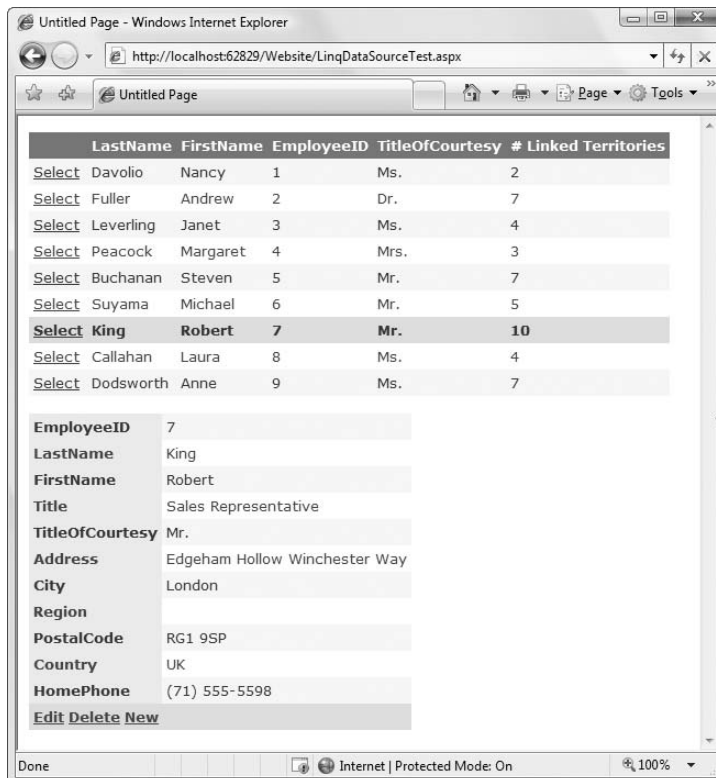 Untitled Page - Windows Internet Explorer
http://localhost:62829/Website/LinqDataSourceTest.aspx
Untitled Page Page Tools
LastName FirstName EmployeeID TitleOfCourtesy # Linked Territories
Select Davolio Nancy 1 Ms. 2
Select Fuller Andrew 2 Dr. 7
Select Leverling Janet 3 Ms. 4
Select Peacock Margaret 4 Mrs. 3
Select Buchanan Steven 5 Mr. 7
Select Suyama Michael 6 Mr. 5
Select King Robert 7 Mr. 10
Select Callahan Laura 8 Ms. 4
Select Dodsworth Anne 9 Ms. 7
EmployeeID 7
LastName King
FirstName Robert
Title Sales Representative
TitleOfCourtesy Mr.
Address Edgeham Hollow Winchester Way
City London
Region
PostalCode RG1 9SP
Country UK
HomePhone (71) 555-5598
Edit Delete New
Done Internet | Protected Mode: On 100%